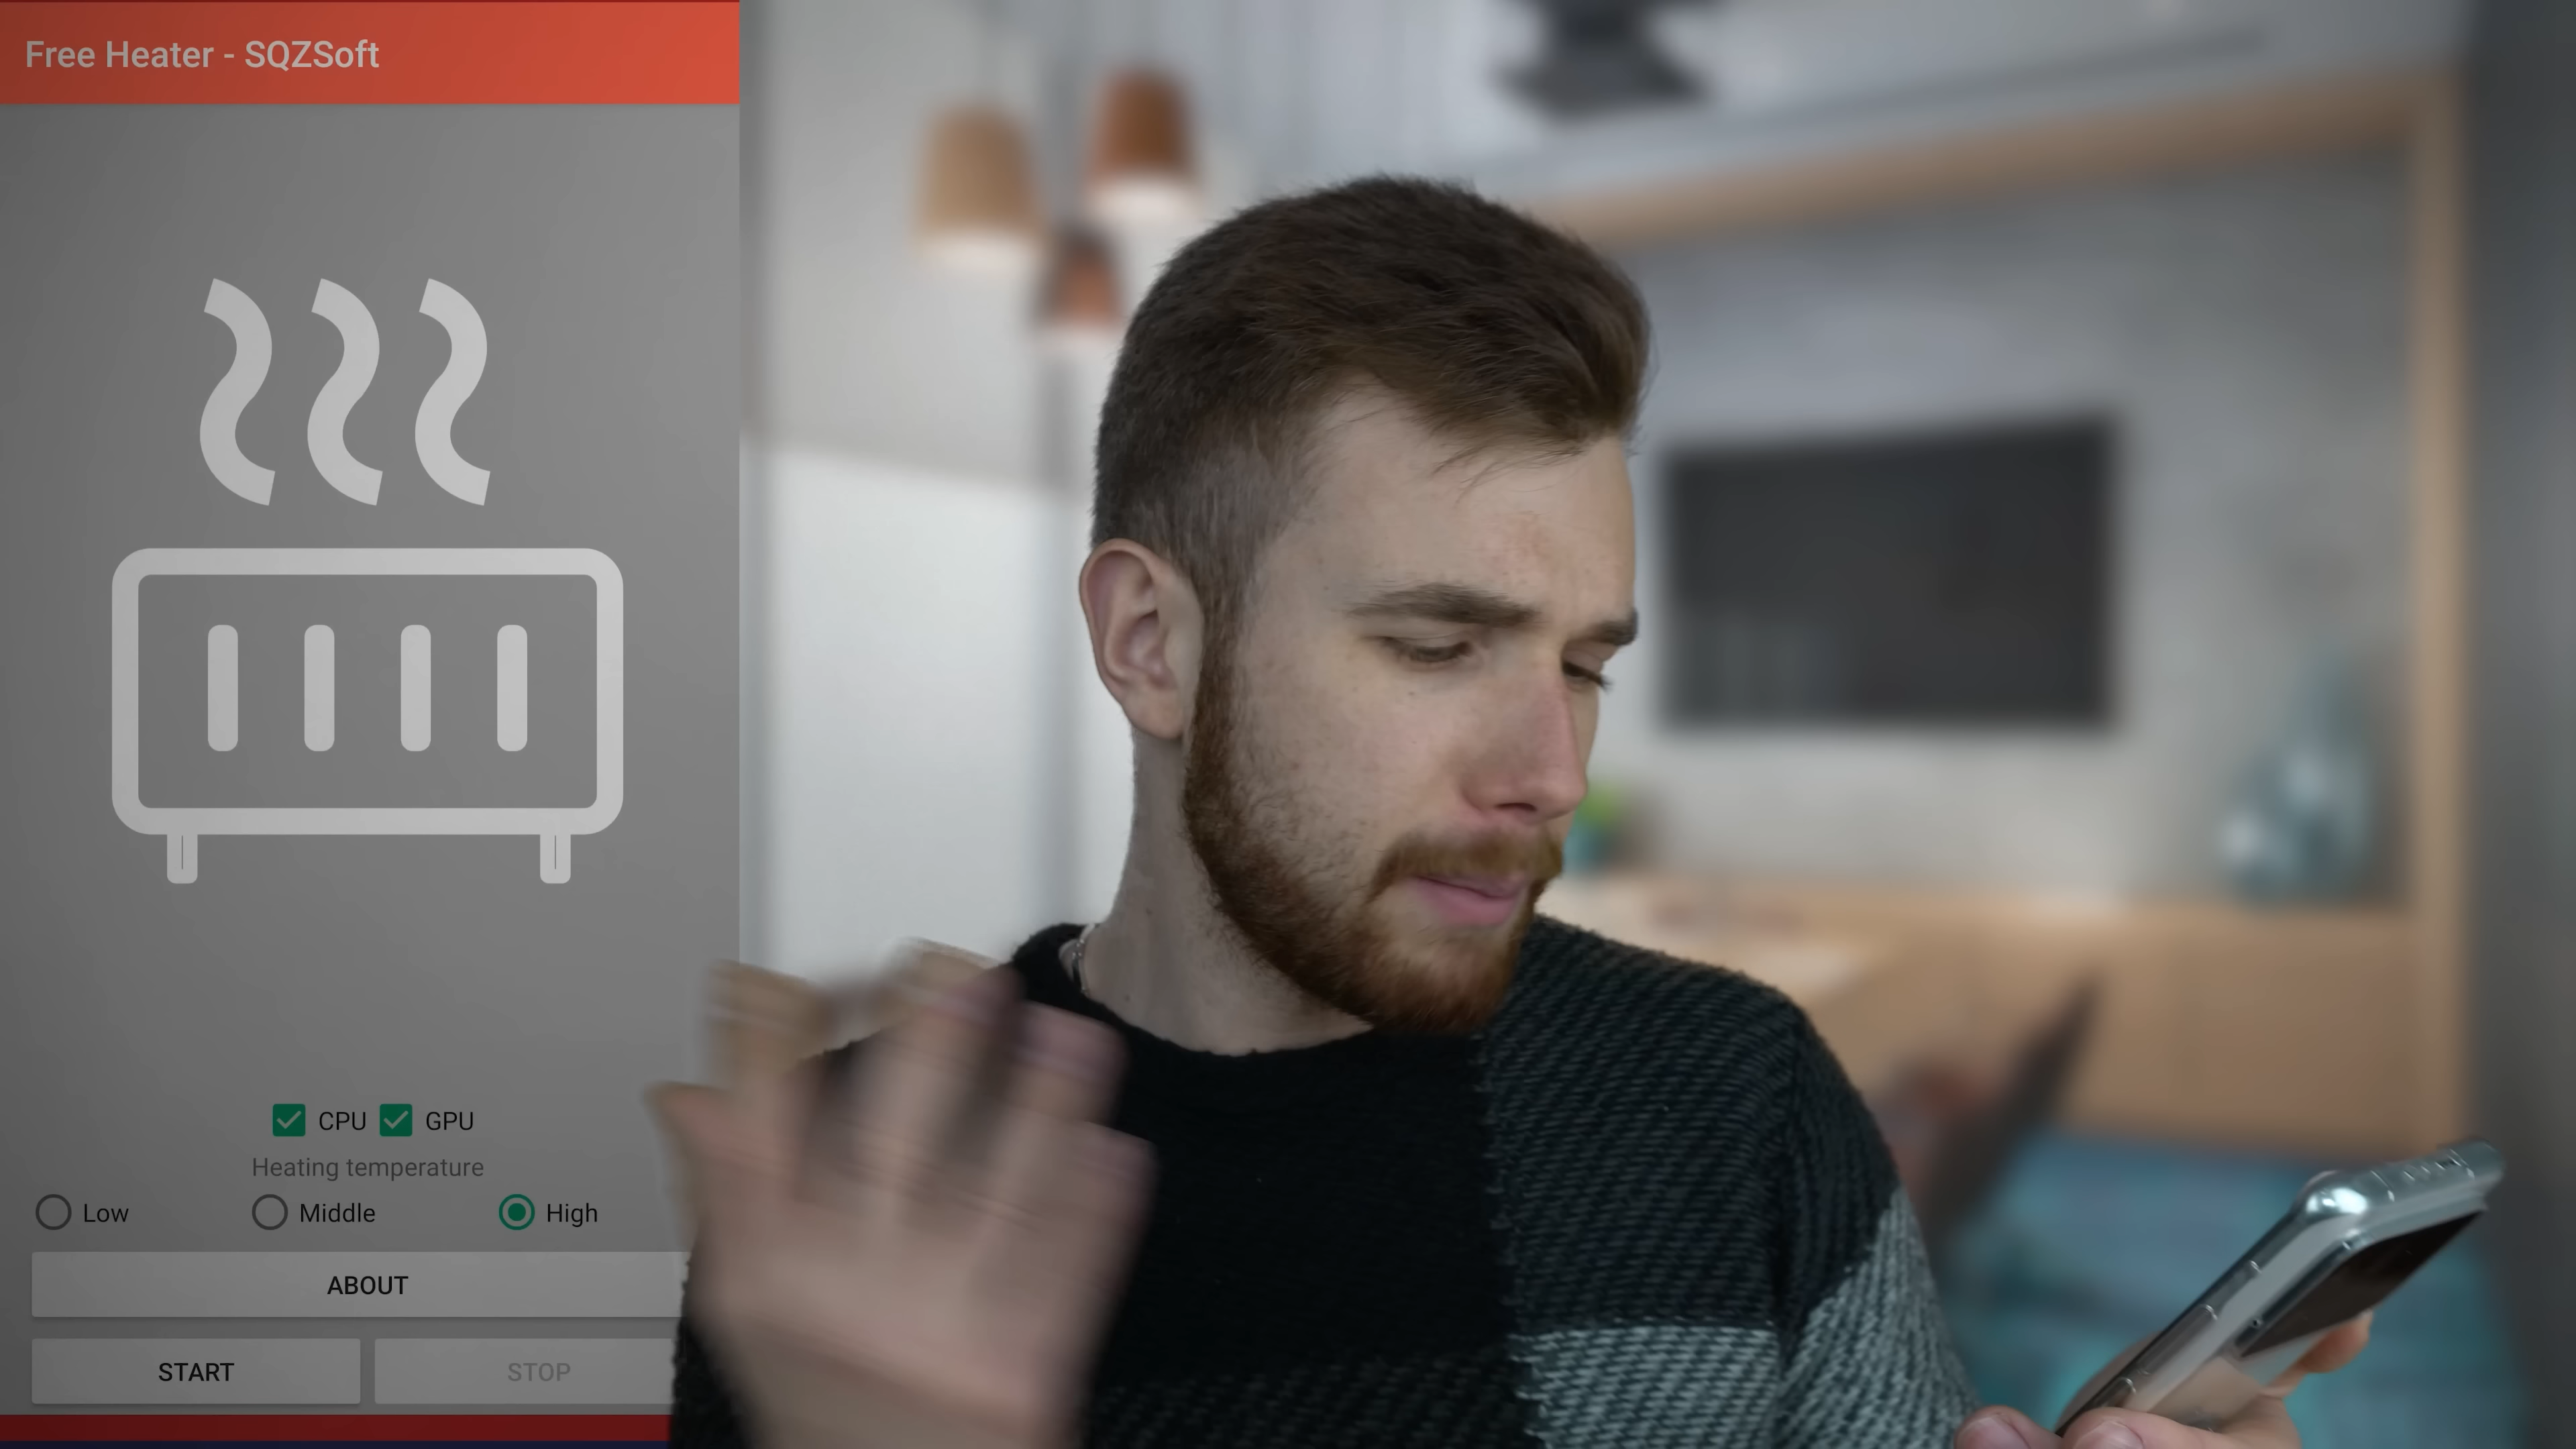 Free Heater - SQZSoft
CPU GPU
Heating temperature
Low Middle High
ABOUT
START STOP